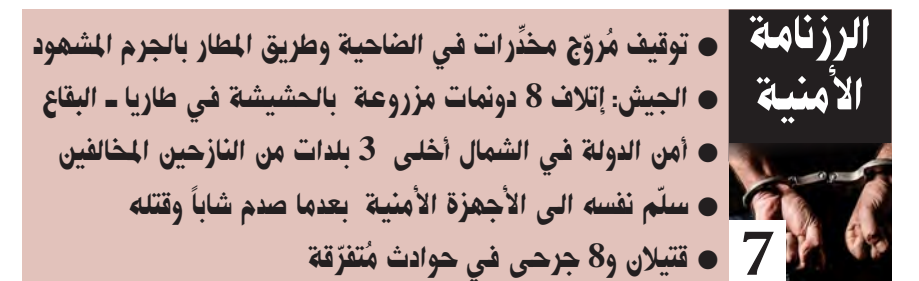 الرزنامة
الأمنية
● توقيف مُروّج مخدِّرات في الضاحية وطريق المطار بالجرم المشهود
● الجيش: إتلاف 8 دونمات مزروعة بالحشيشة في طاريا - البقاع
● أمن الدولة في الشمال أخلى 3 بلدات من النازحين المخالفين
● سلّم نفسه الى الأجهزة الأمنية بعدما صدم شاباً وقتله
● قتيلان و8 جرحى في حوادث مُتفرّقة
7